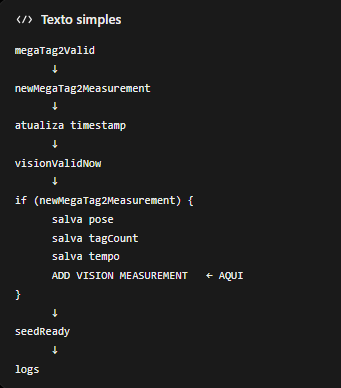 </> Texto simples
megaTag2Valid
↓
newMegaTag2Measurement
↓
atualiza timestamp
↓
visionValidNow
↓
if (newMegaTag2Measurement) {
salva pose
salva tagCount
salva tempo
ADD VISION MEASUREMENT ← AQUI
}
↓
seedReady
↓
logs